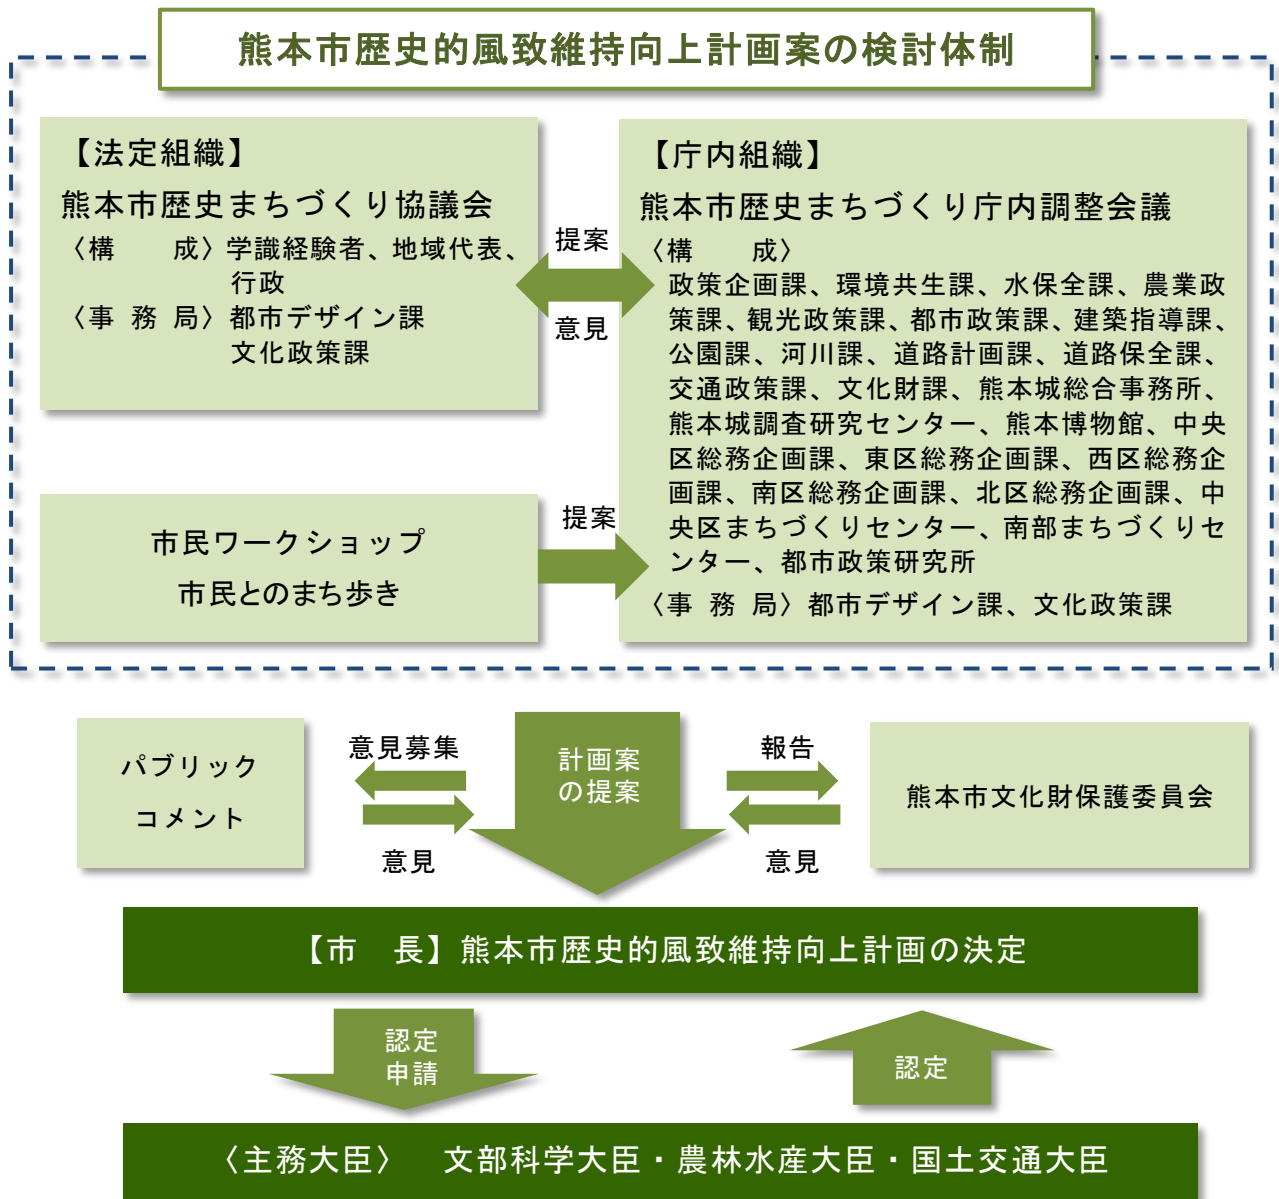 熊本市歴史的風致維持向上計画案の検討体制
【法定組織】
熊本市歴史まちづくり協議会
〈構　　成〉学識経験者、地域代表、
行政
〈事 務 局〉都市デザイン課
文化政策課
提案
意見
【庁内組織】
熊本市歴史まちづくり庁内調整会議
〈構　　成〉
政策企画課、環境共生課、水保全課、農業政
策課、観光政策課、都市政策課、建築指導課、
公園課、河川課、道路計画課、道路保全課、
交通政策課、文化財課、熊本城総合事務所、
熊本城調査研究センター、熊本博物館、中央
区総務企画課、東区総務企画課、西区総務企
画課、南区総務企画課、北区総務企画課、中
央区まちづくりセンター、南部まちづくりセ
ンター、都市政策研究所
〈事 務 局〉都市デザイン課、文化政策課
市民ワークショップ
市民とのまち歩き
提案
パブリック
コメント
意見募集
意見
計画案
の提案
報告
意見
熊本市文化財保護委員会
【市　長】熊本市歴史的風致維持向上計画の決定
認定
申請
認定
〈主務大臣〉　文部科学大臣・農林水産大臣・国土交通大臣